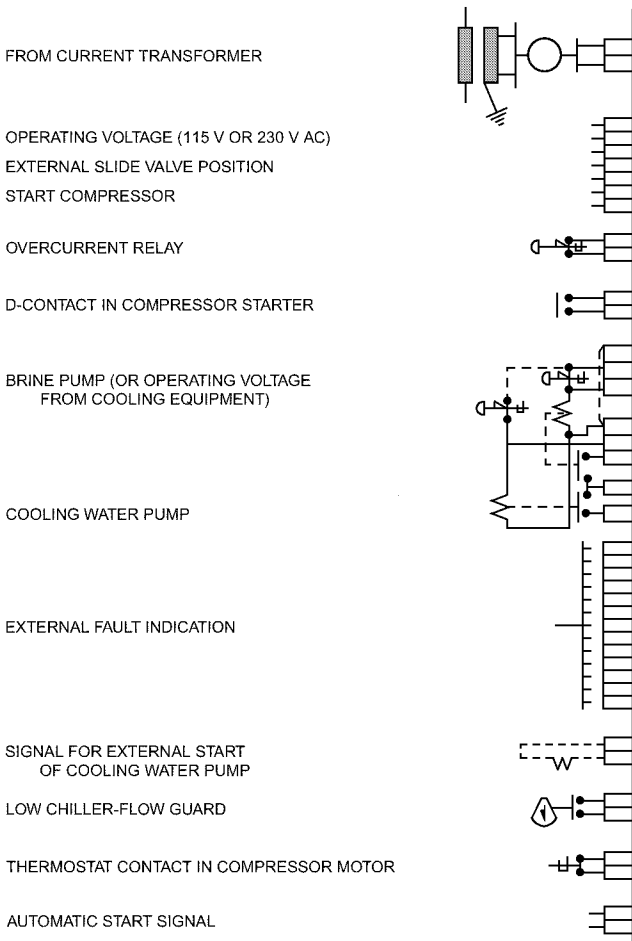 FROM CURRENT TRANSFORMER
OPERATING VOLTAGE (115 V OR 230 V AC)
EXTERNAL SLIDE VALVE POSITION
START COMPRESSOR
OVERCURRENT RELAY
D-CONTACT IN COMPRESSOR STARTER
BRINE PUMP (OR OPERATING VOLTAGE
FROM COOLING EQUIPMENT)
COOLING WATER PUMP
EXTERNAL FAULT INDICATION
SIGNAL FOR EXTERNAL START
OF COOLING WATER PUMP
LOW CHILLER-FLOW GUARD
THERMOSTAT CONTACT IN COMPRESSOR MOTOR
AUTOMATIC START SIGNAL